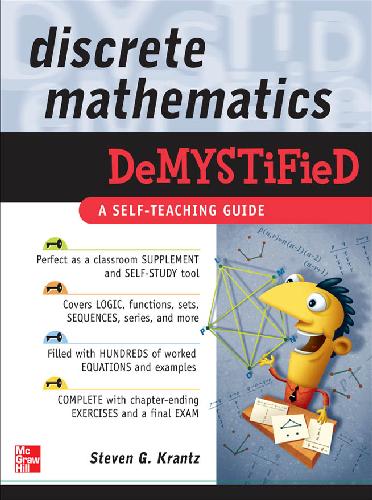 discrete
mathematics
DeMYSTiFieD
A SELF-TEACHING GUIDE
Perfect as a classroom SUPPLEMENT
and SELF-STUDY tool
Covers LOGIC, functions, sets,
SEQUENCES, series, and more
Filled with HUNDREDS of worked
EQUATIONS and examples
COMPLETE with chapter-ending
EXERCISES and a final EXAM
Mc
Graw
Hill
Steven G. Krantz